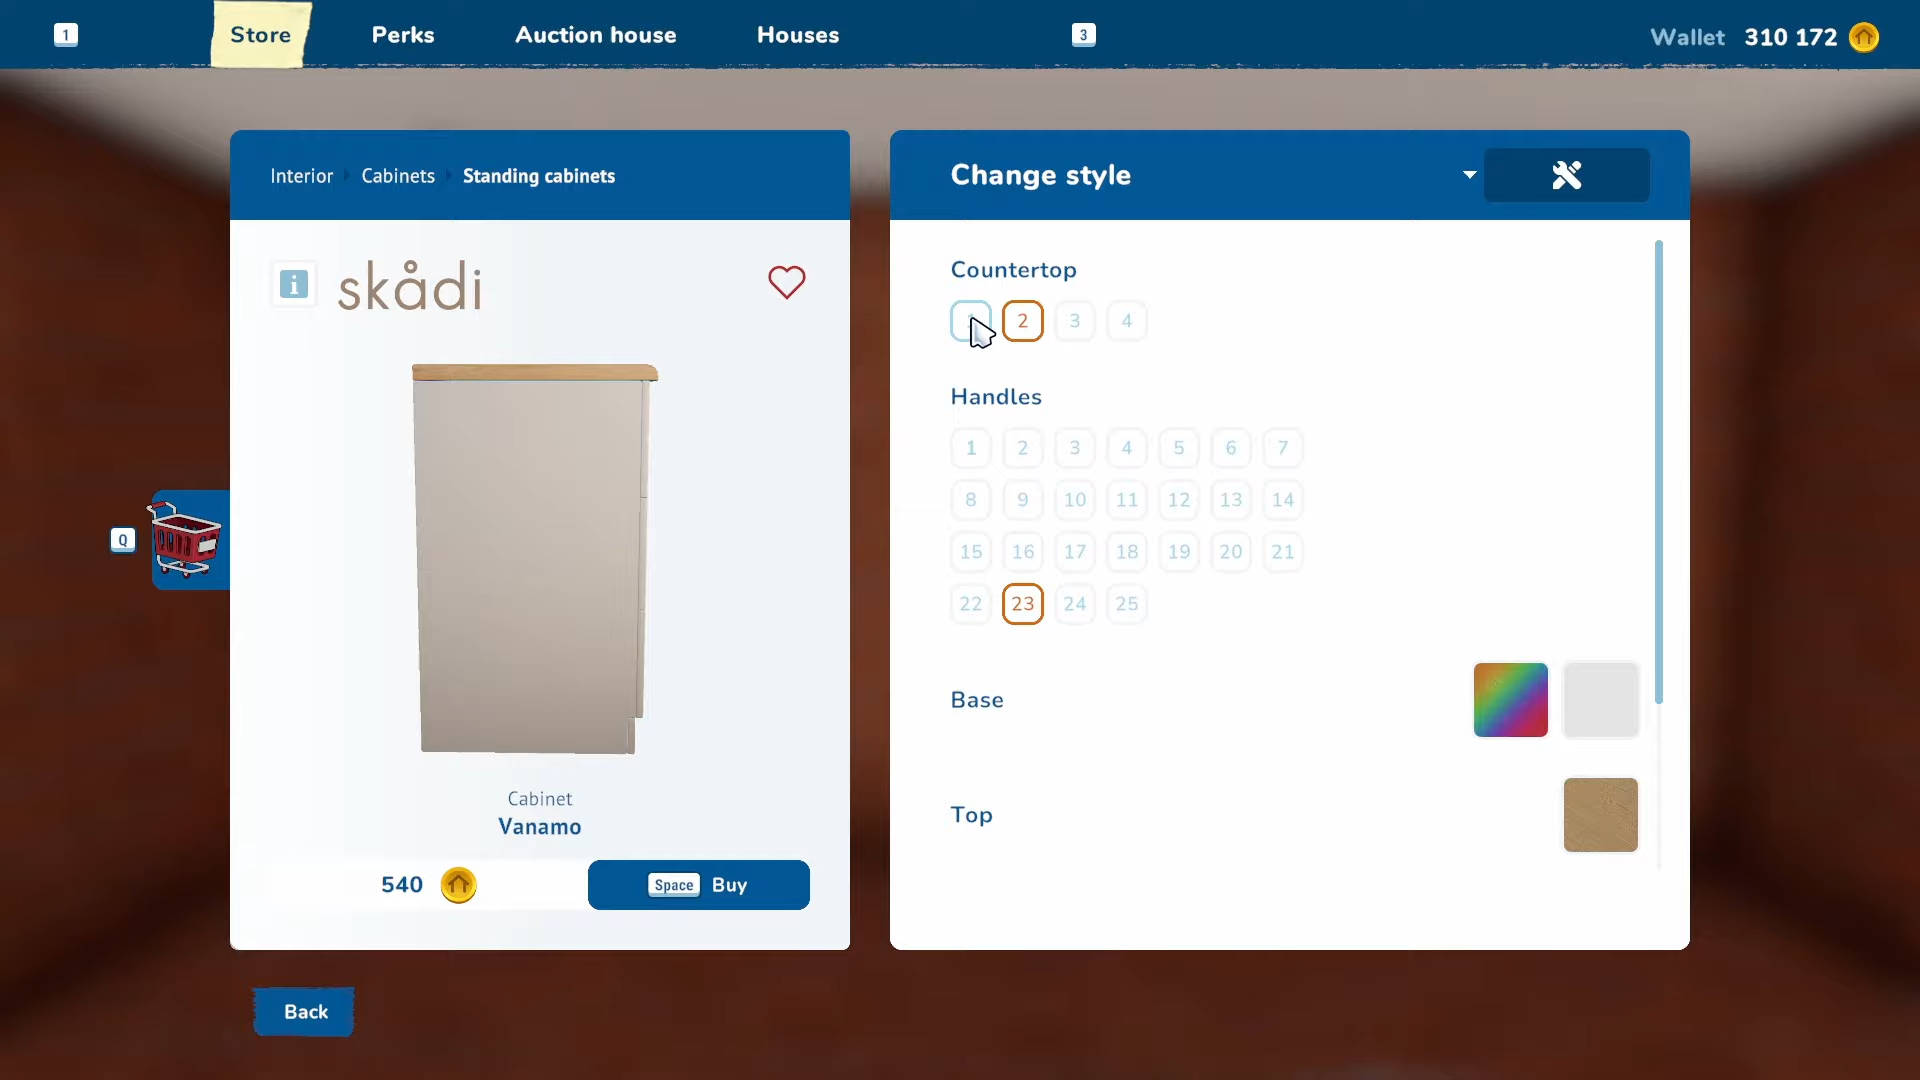 1
Store
Perks
Auction house
Houses
3
Wallet 310 172
Interior Cabinets Standing cabinets
Change style
i
skådi
Countertop
2 3 4
Handles
1 2 3 4 5 6 7
8 9 10 11 12 13 14
15 16 17 18 19 20 21
22 23 24 25
Q
Base
Top
Cabinet
Vanamo
540
Space Buy
Back